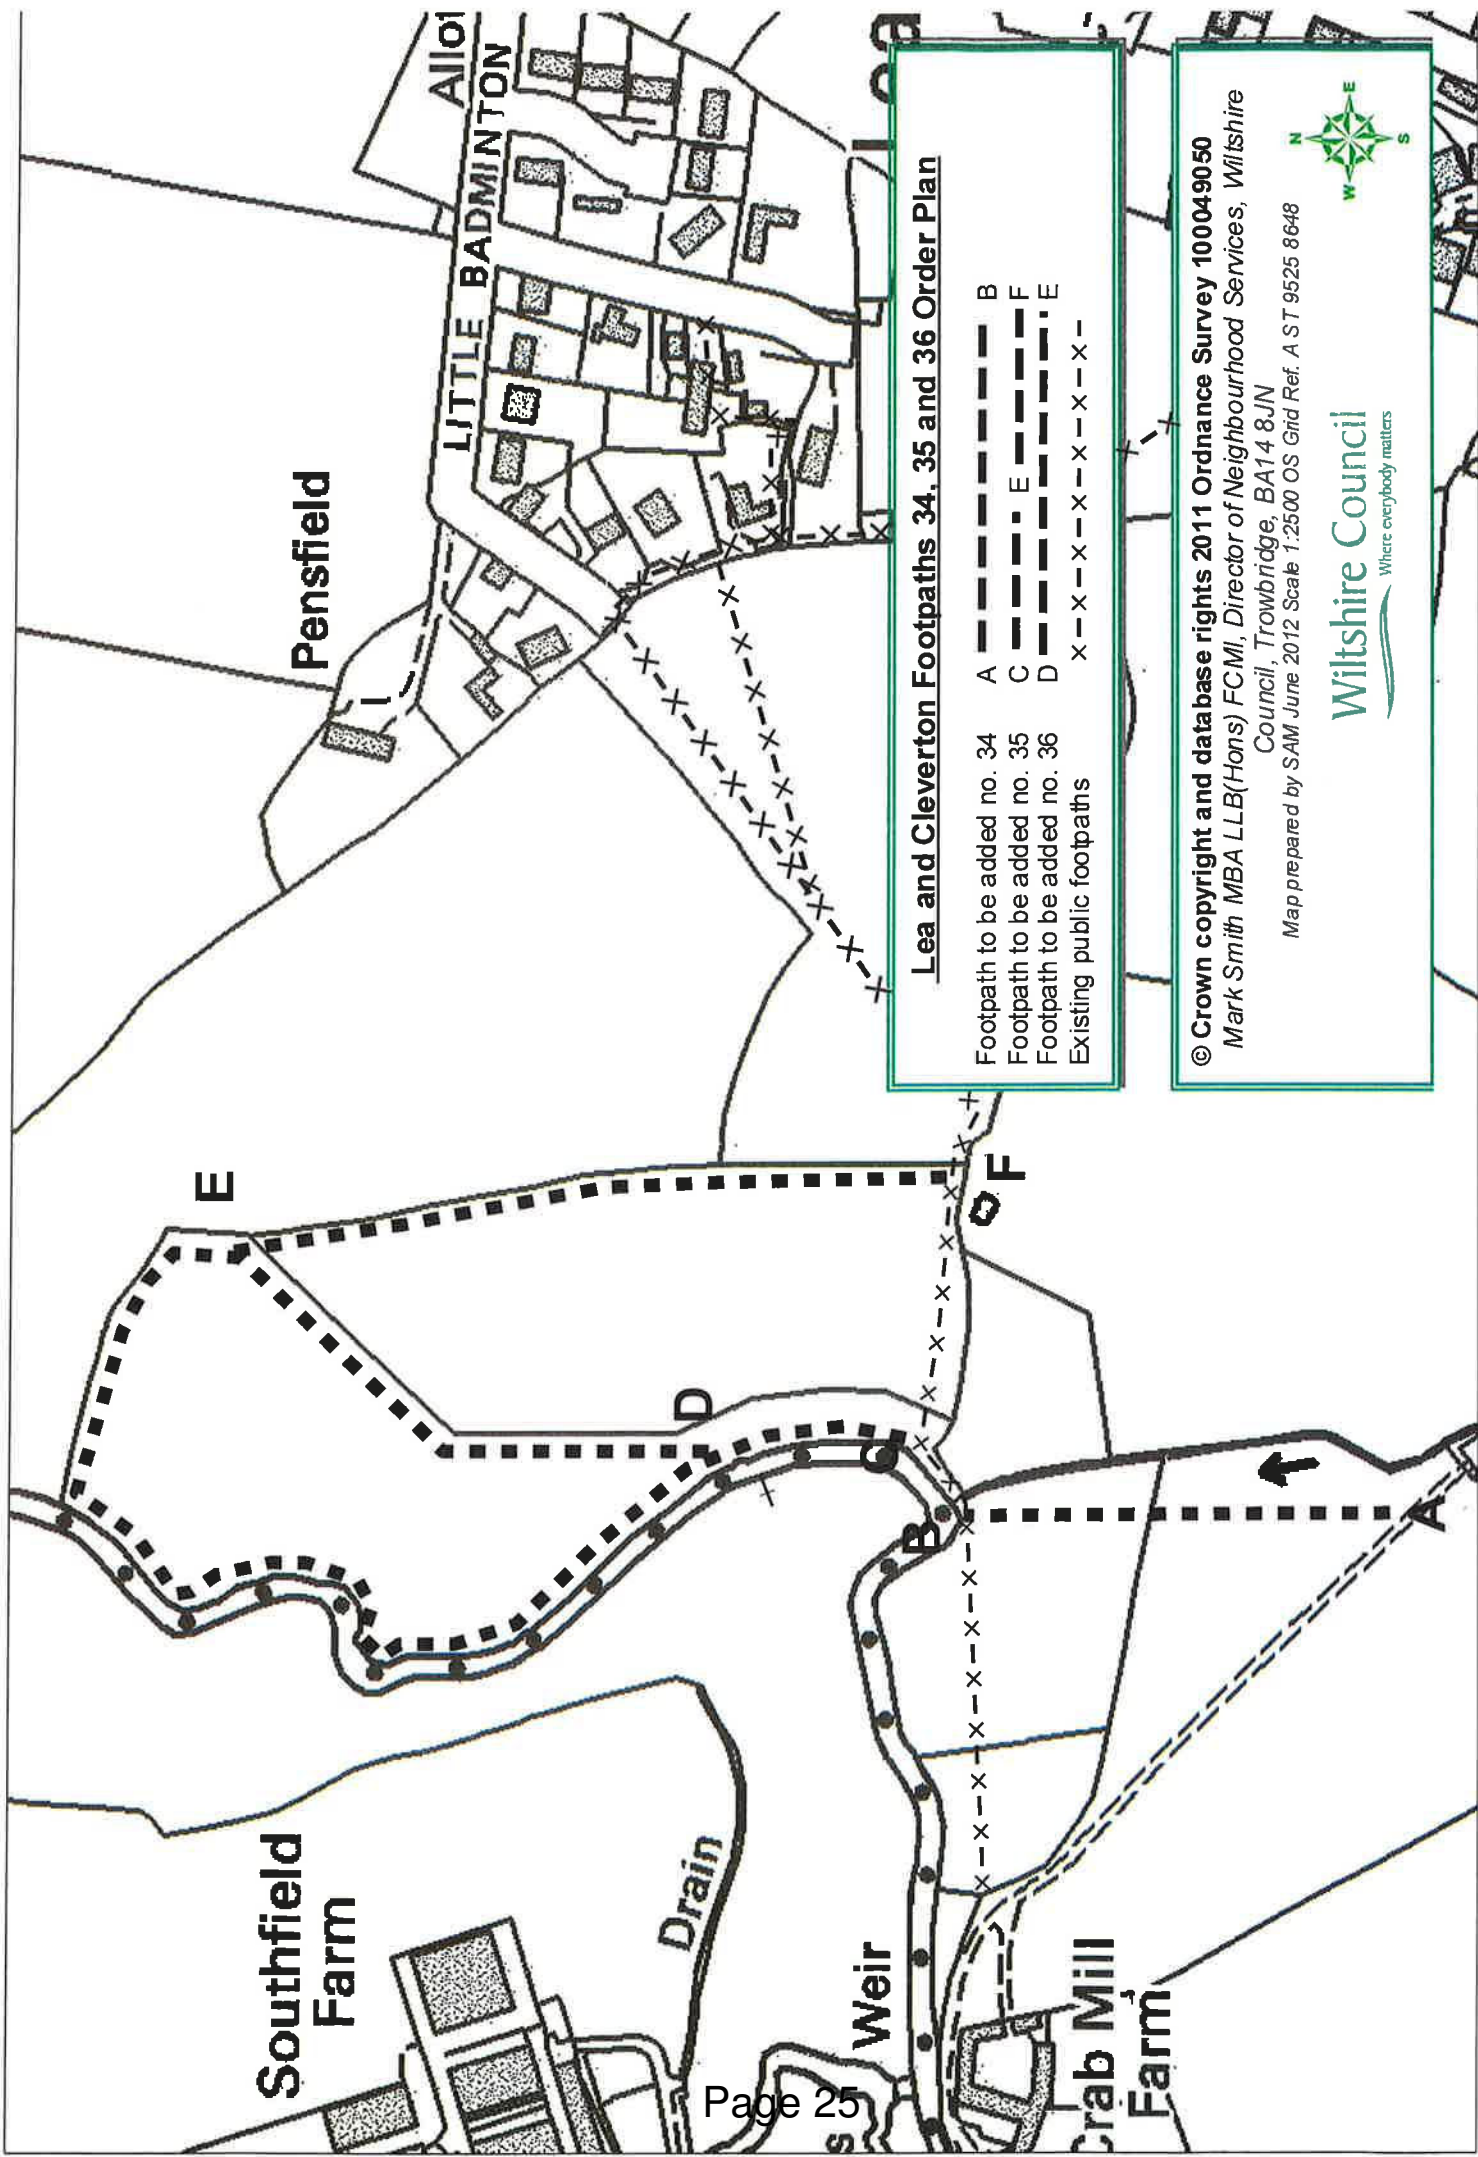 Southfield
Farm
Drain
Weir
Crab Mill
Farm
s
Pensfield
LITTLE BADMINTON
Allot
Lea
A
B
C
D
E
F
Lea and Cleverton Footpaths 34, 35 and 36 Order Plan
Footpath to be added no. 34 A B
Footpath to be added no. 35 C E F
Footpath to be added no. 36 D E
Existing public footpaths
© Crown copyright and database rights 2011 Ordnance Survey 100049050
Mark Smith MBA LLB(Hons) FCMI, Director of Neighbourhood Services, Wiltshire
Council, Trowbridge, BA14 8JN
Map prepared by SAM June 2012 Scale 1:2500 OS Grid Ref. A ST 9525 8648
N
W E
S
Wiltshire Council
Where everybody matters
Page 25